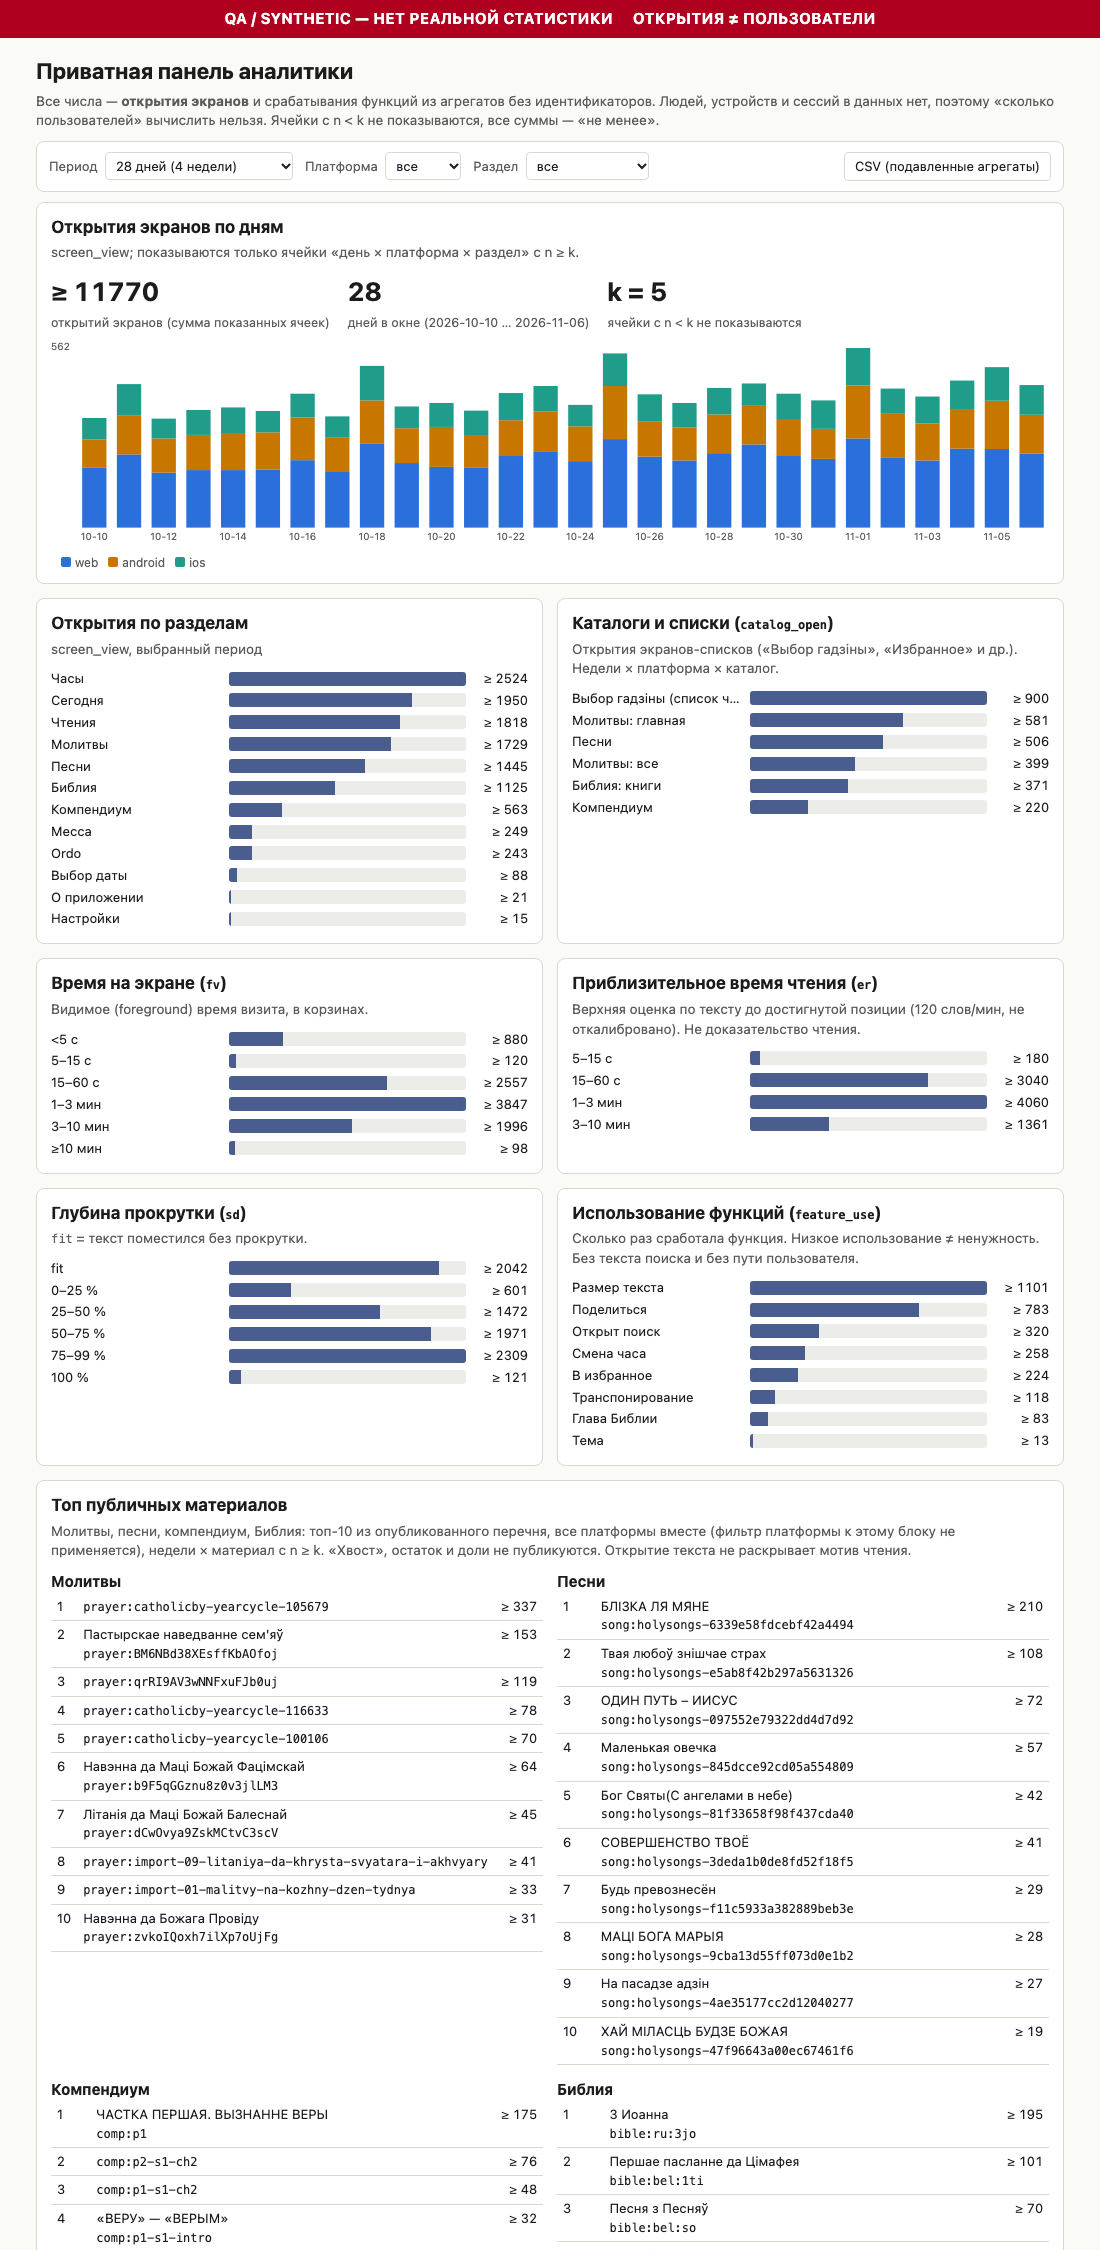 QA / SYNTHETIC — НЕТ РЕАЛЬНОЙ СТАТИСТИКИ ОТКРЫТИЯ ≠ ПОЛЬЗОВАТЕЛИ
Приватная панель аналитики
Все числа — открытия экранов и срабатывания функций из агрегатов без идентификаторов. Людей, устройств и сессий в данных нет, поэтому «сколько
пользователей» вычислить нельзя. Ячейки с n < k не показываются, все суммы — «не менее».
Период 28 дней (4 недели) Платформа все Раздел все CSV (подавленные агрегаты)
Открытия экранов по дням
screen_view; показываются только ячейки «день × платформа × раздел» с n ≥ k.
≥ 11770 28 k = 5
открытий экранов (сумма показанных ячеек) дней в окне (2026-10-10 … 2026-11-06) ячейки с n < k не показываются
562
10-10 10-12 10-14 10-16 10-18 10-20 10-22 10-24 10-26 10-28 10-30 11-01 11-03 11-05
web android ios
Открытия по разделам
screen_view, выбранный период
Часы ≥ 2524
Сегодня ≥ 1950
Чтения ≥ 1818
Молитвы ≥ 1729
Песни ≥ 1445
Библия ≥ 1125
Компендиум ≥ 563
Месса ≥ 249
Ordo ≥ 243
Выбор даты ≥ 88
О приложении ≥ 21
Настройки ≥ 15
Каталоги и списки (catalog_open)
Открытия экранов-списков («Выбор гадзіны», «Избранное» и др.).
Недели × платформа × каталог.
Выбор гадзіны (список ч... ≥ 900
Молитвы: главная ≥ 581
Песни ≥ 506
Молитвы: все ≥ 399
Библия: книги ≥ 371
Компендиум ≥ 220
Время на экране (fv)
Видимое (foreground) время визита, в корзинах.
<5 с ≥ 880
5–15 с ≥ 120
15–60 с ≥ 2557
1–3 мин ≥ 3847
3–10 мин ≥ 1996
≥10 мин ≥ 98
Приблизительное время чтения (er)
Верхняя оценка по тексту до достигнутой позиции (120 слов/мин, не
откалибровано). Не доказательство чтения.
5–15 с ≥ 180
15–60 с ≥ 3040
1–3 мин ≥ 4060
3–10 мин ≥ 1361
Глубина прокрутки (sd)
fit = текст поместился без прокрутки.
fit ≥ 2042
0–25 % ≥ 601
25–50 % ≥ 1472
50–75 % ≥ 1971
75–99 % ≥ 2309
100 % ≥ 121
Использование функций (feature_use)
Сколько раз сработала функция. Низкое использование ≠ ненужность.
Без текста поиска и без пути пользователя.
Размер текста ≥ 1101
Поделиться ≥ 783
Открыт поиск ≥ 320
Смена часа ≥ 258
В избранное ≥ 224
Транспонирование ≥ 118
Глава Библии ≥ 83
Тема ≥ 13
Топ публичных материалов
Молитвы, песни, компендиум, Библия: топ-10 из опубликованного перечня, все платформы вместе (фильтр платформы к этому блоку не
применяется), недели × материал с n ≥ k. «Хвост», остаток и доли не публикуются. Открытие текста не раскрывает мотив чтения.
Молитвы
1 prayer:catholicby-yearcycle-105679 ≥ 337
2 Пастырскае наведванне сем'яў ≥ 153
prayer:BM6NBd38XEsffKbAOfoj
3 prayer:qrRI9AV3wNNFxuFJb0uj ≥ 119
4 prayer:catholicby-yearcycle-116633 ≥ 78
5 prayer:catholicby-yearcycle-100106 ≥ 70
6 Навэнна да Маці Божай Фацімскай ≥ 64
prayer:b9F5qGGznu8z0v3jlLM3
7 Літанія да Маці Божай Балеснай ≥ 45
prayer:dCwOvya9ZskMCtvC3scV
8 prayer:import-09-litaniya-da-khrysta-svyatara-i-akhvyary ≥ 41
9 prayer:import-01-malitvy-na-kozhny-dzen-tydnya ≥ 33
10 Навэнна да Божага Провіду ≥ 31
prayer:zvkoIQoxh7ilXp7oUjFg
Песни
1 БЛІЗКА ЛЯ МЯНЕ ≥ 210
song:holysongs-6339e58fdcebf42a4494
2 Твая любоў знішчае страх ≥ 108
song:holysongs-e5ab8f42b297a5631326
3 ОДИН ПУТЬ – ИИСУС ≥ 72
song:holysongs-097552e79322dd4d7d92
4 Маленькая овечка ≥ 57
song:holysongs-845dcce92cd05a554809
5 Бог Святы(С ангелами в небе) ≥ 42
song:holysongs-81f33658f98f437cda40
6 СОВЕРШЕНСТВО ТВОЁ ≥ 41
song:holysongs-3deda1b0de8fd52f18f5
7 Будь превознесён ≥ 29
song:holysongs-f11c5933a382889beb3e
8 МАЦІ БОГА МАРЫЯ ≥ 28
song:holysongs-9cba13d55ff073d0e1b2
9 На пасадзе адзін ≥ 27
song:holysongs-4ae35177cc2d12040277
10 ХАЙ МІЛАСЦЬ БУДЗЕ БОЖАЯ ≥ 19
song:holysongs-47f96643a00ec67461f6
Компендиум
1 ЧАСТКА ПЕРШАЯ. ВЫЗНАННЕ ВЕРЫ ≥ 175
comp:p1
2 comp:p2-s1-ch2 ≥ 76
3 comp:p1-s1-ch2 ≥ 48
4 «ВЕРУ» — «ВЕРЫМ» ≥ 32
comp:p1-s1-intro
Библия
1 3 Иоанна ≥ 195
bible:ru:3jo
2 Першае пасланне да Цімафея ≥ 101
bible:bel:1ti
3 Песня з Песняў ≥ 70
bible:bel:so